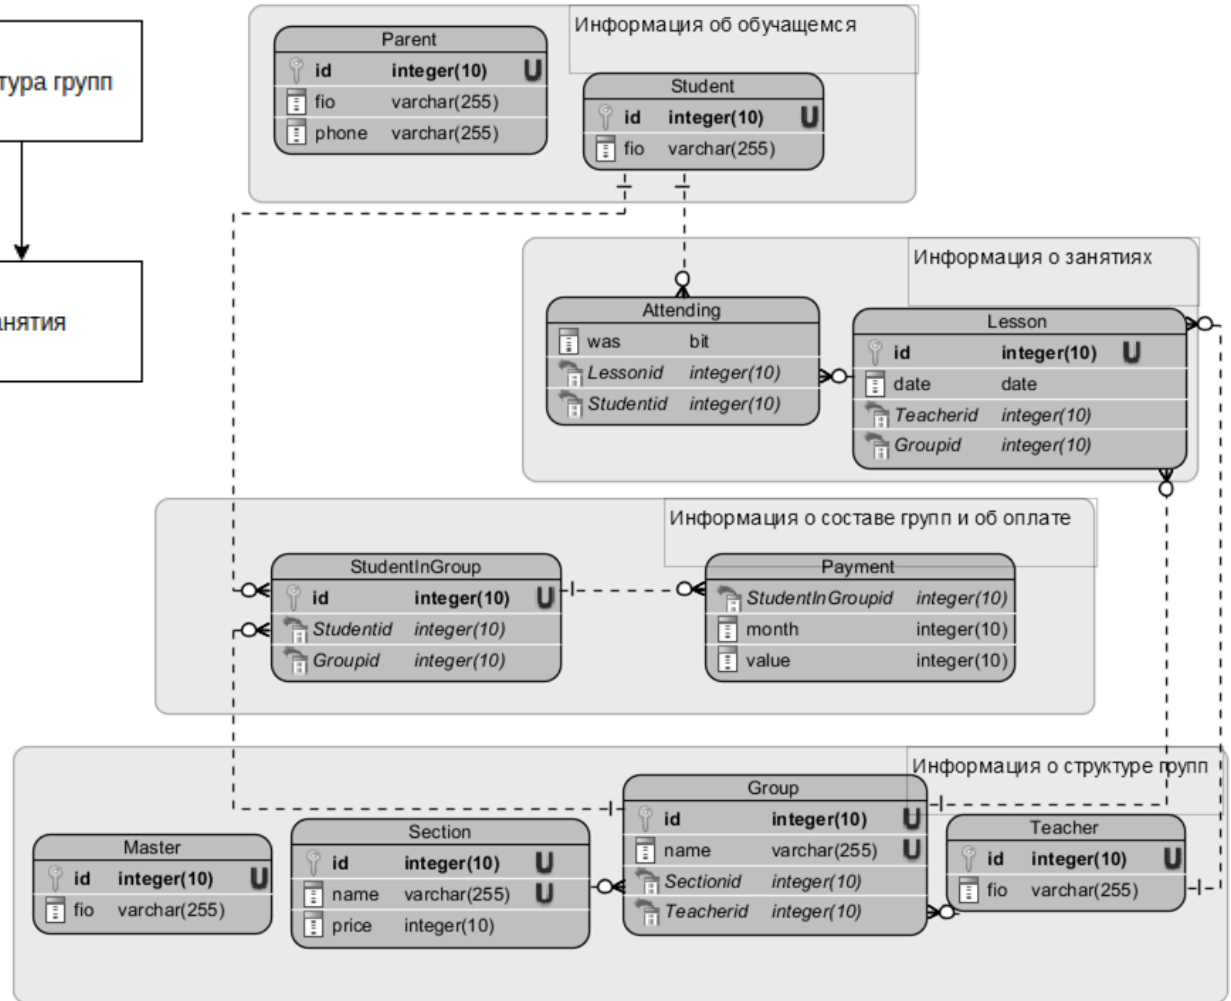 групп
Информация об обучащемся
Parent
id integer(10) U
fio varchar(255)
phone varchar(255)
Student
id integer(10) U
fio varchar(255)
Информация о занятиях
Attending
was bit
Lessonid integer(10)
Studentid integer(10)
Lesson
id integer(10) U
date date
Teacherid integer(10)
Groupid integer(10)
Информация о составе групп и об оплате
StudentInGroup
id integer(10) U
Studentid integer(10)
Groupid integer(10)
Payment
StudentInGroupid integer(10)
month integer(10)
value integer(10)
Информация о структуре групп
Master
id integer(10) U
fio varchar(255)
Section
id integer(10) U
name varchar(255) U
price integer(10)
Group
id integer(10) U
name varchar(255) U
Sectionid integer(10)
Teacherid integer(10)
Teacher
id integer(10) U
fio varchar(255)